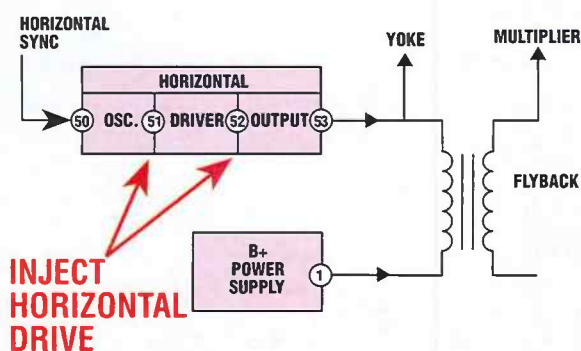 HORIZONTAL
SYNC
YOKE
MULTIPLIER
HORIZONTAL
50 OSC. 51 DRIVER 52 OUTPUT 53
FLYBACK
B+
POWER
SUPPLY
1
INJECT
HORIZONTAL
DRIVE